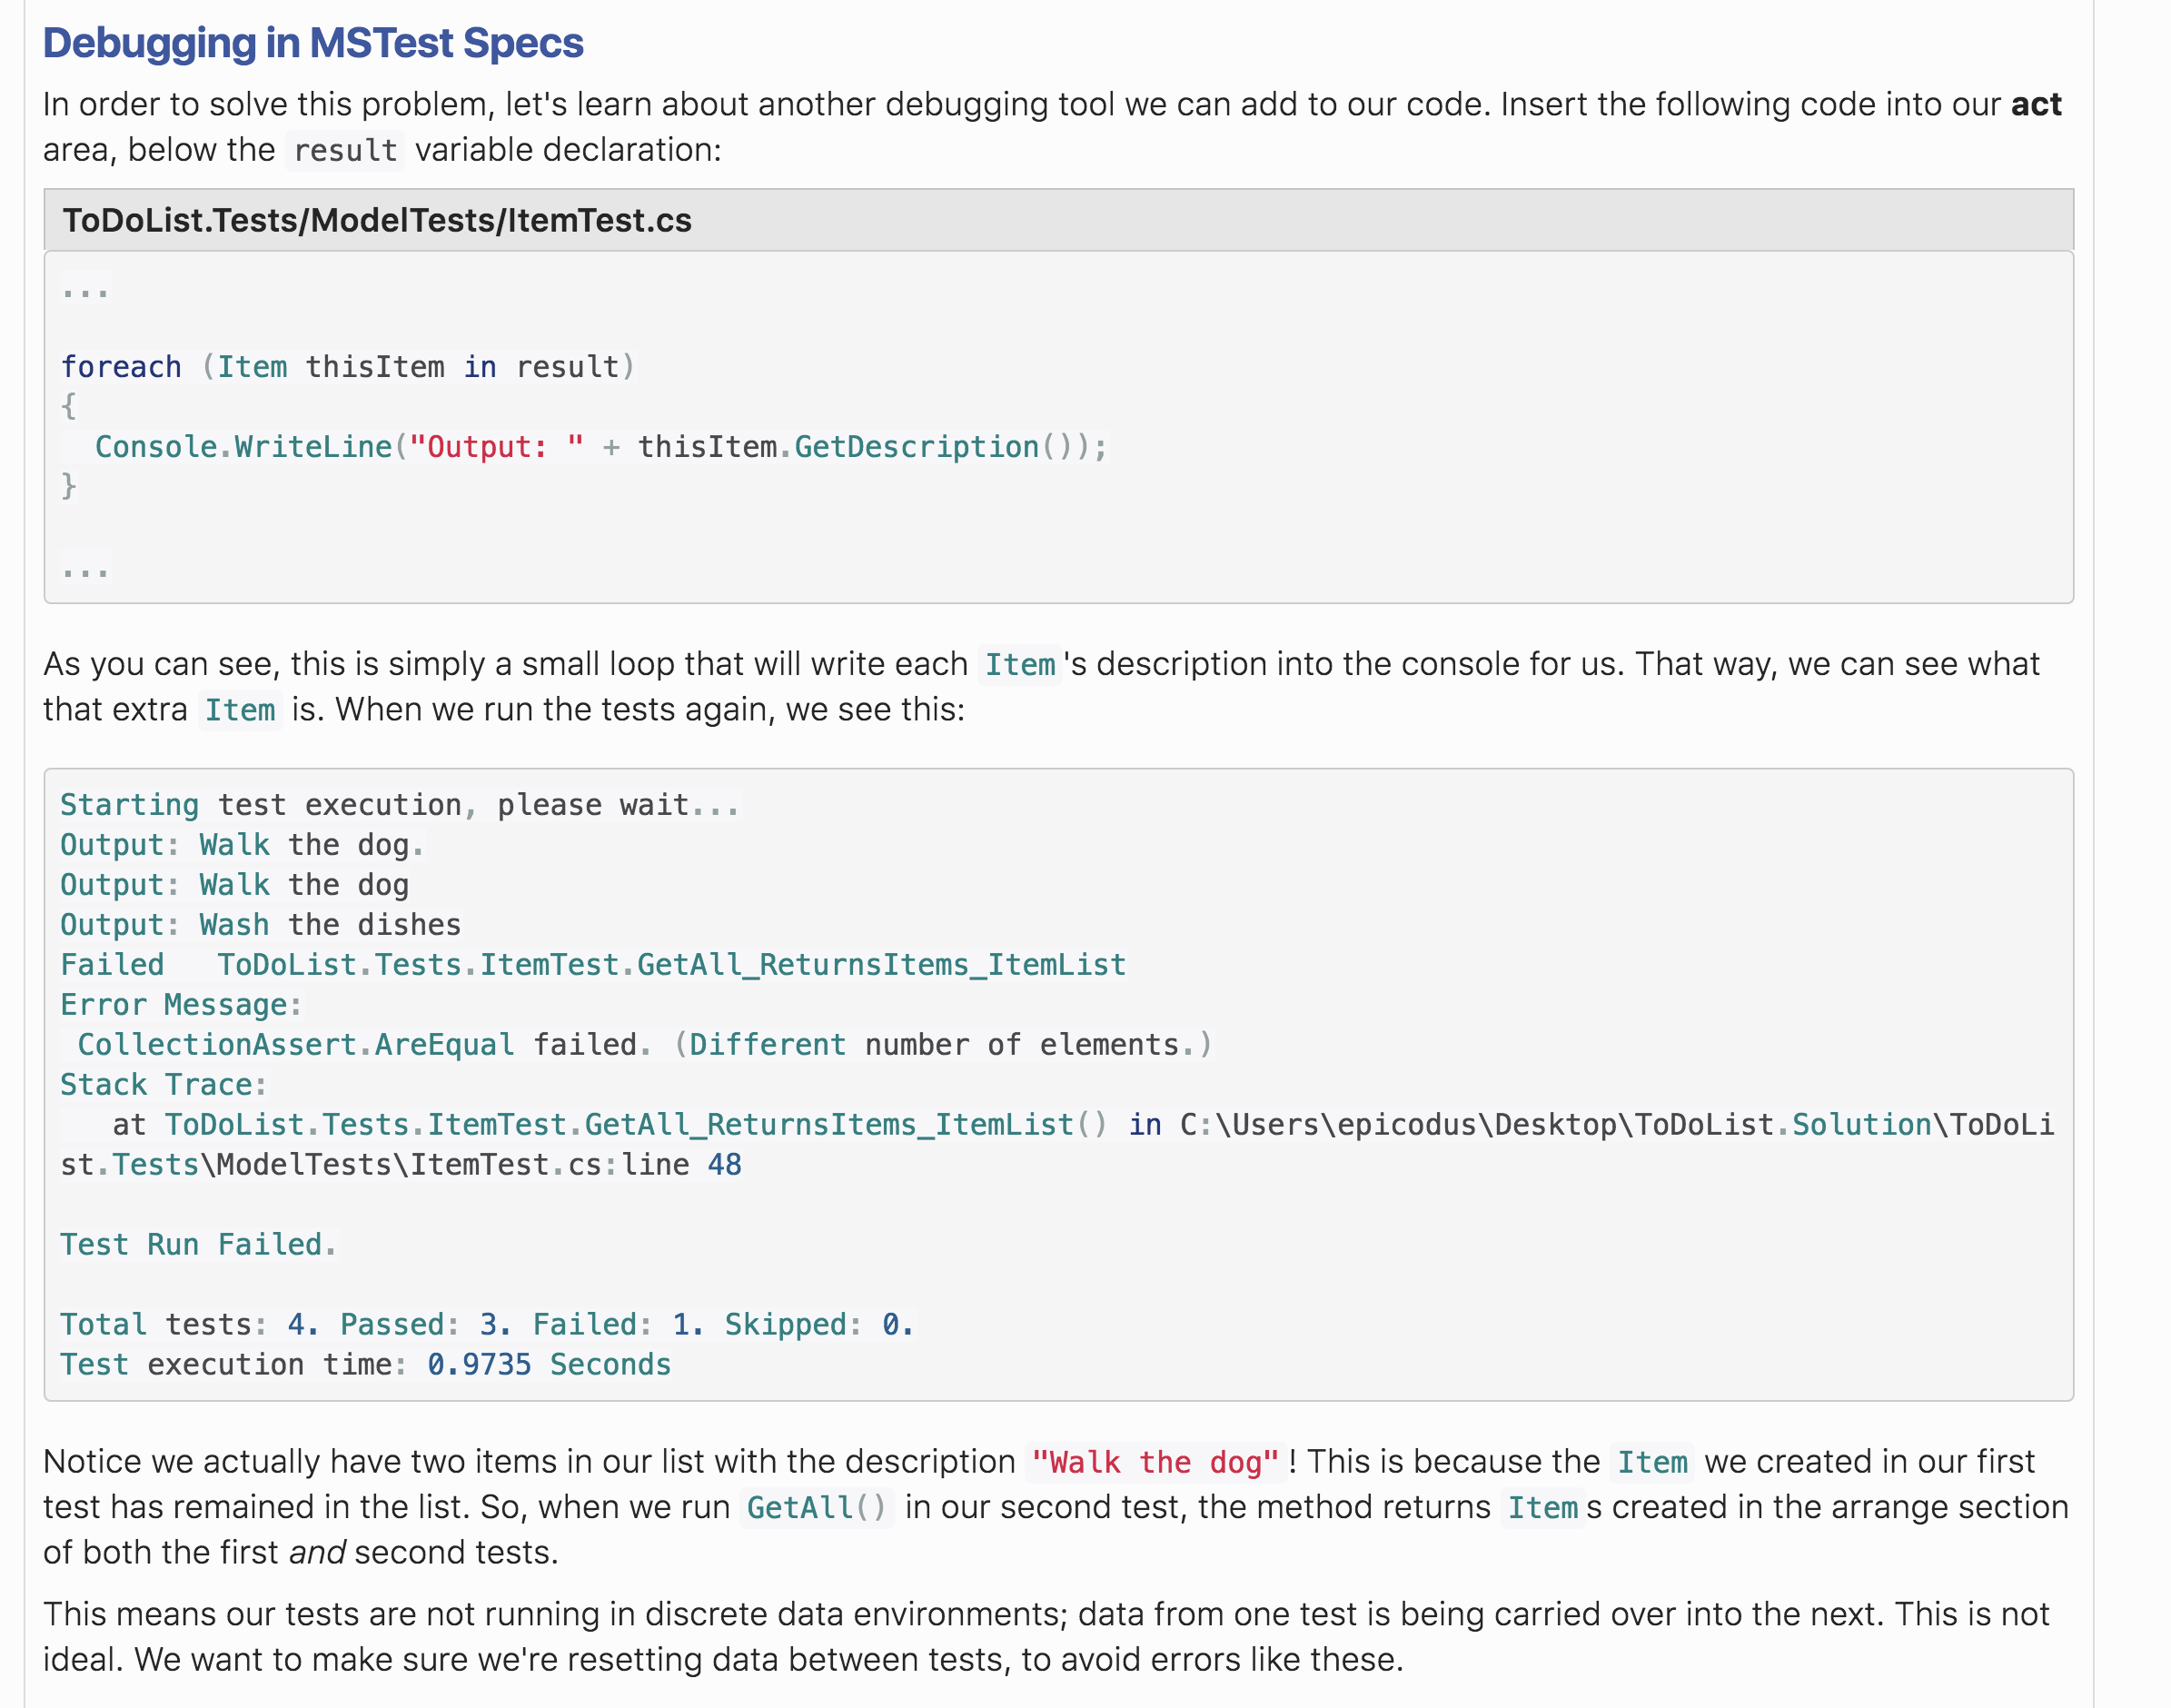 Debugging in MSTest Specs
In order to solve this problem, let's learn about another debugging tool we can add to our code. Insert the following code into our act
area, below the result variable declaration:
ToDoList.Tests/ModelTests/ItemTest.cs
...
foreach (Item thisItem in result)
{
  Console.WriteLine("Output: " + thisItem.GetDescription());
}
...
As you can see, this is simply a small loop that will write each Item's description into the console for us. That way, we can see what
that extra Item is. When we run the tests again, we see this:
Starting test execution, please wait...
Output: Walk the dog.
Output: Walk the dog
Output: Wash the dishes
Failed   ToDoList.Tests.ItemTest.GetAll_ReturnsItems_ItemList
Error Message:
 CollectionAssert.AreEqual failed. (Different number of elements.)
Stack Trace:
   at ToDoList.Tests.ItemTest.GetAll_ReturnsItems_ItemList() in C:\Users\epicodus\Desktop\ToDoList.Solution\ToDoLi
st.Tests\ModelTests\ItemTest.cs:line 48
Test Run Failed.
Total tests: 4. Passed: 3. Failed: 1. Skipped: 0.
Test execution time: 0.9735 Seconds
Notice we actually have two items in our list with the description "Walk the dog"! This is because the Item we created in our first
test has remained in the list. So, when we run GetAll() in our second test, the method returns Items created in the arrange section
of both the first and second tests.
This means our tests are not running in discrete data environments; data from one test is being carried over into the next. This is not
ideal. We want to make sure we're resetting data between tests, to avoid errors like these.